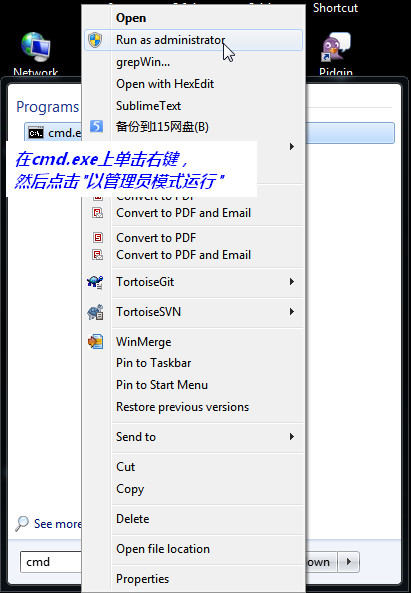 Shortcut
Open
Run as administrator
Network
grepWin...
Pidgin
Open with HexEdit
Programs
SublimeText
cmd.e
备份到115网盘(B)
在cmd.exe上单击右键，
然后点击 "以管理员模式运行 "
Convert to PDF
Convert to PDF and Email
Convert to PDF
Convert to PDF and Email
TortoiseGit
TortoiseSVN
WinMerge
Pin to Taskbar
Pin to Start Menu
Restore previous versions
Send to
Cut
Copy
Delete
See more
Open file location
cmd
own
Properties